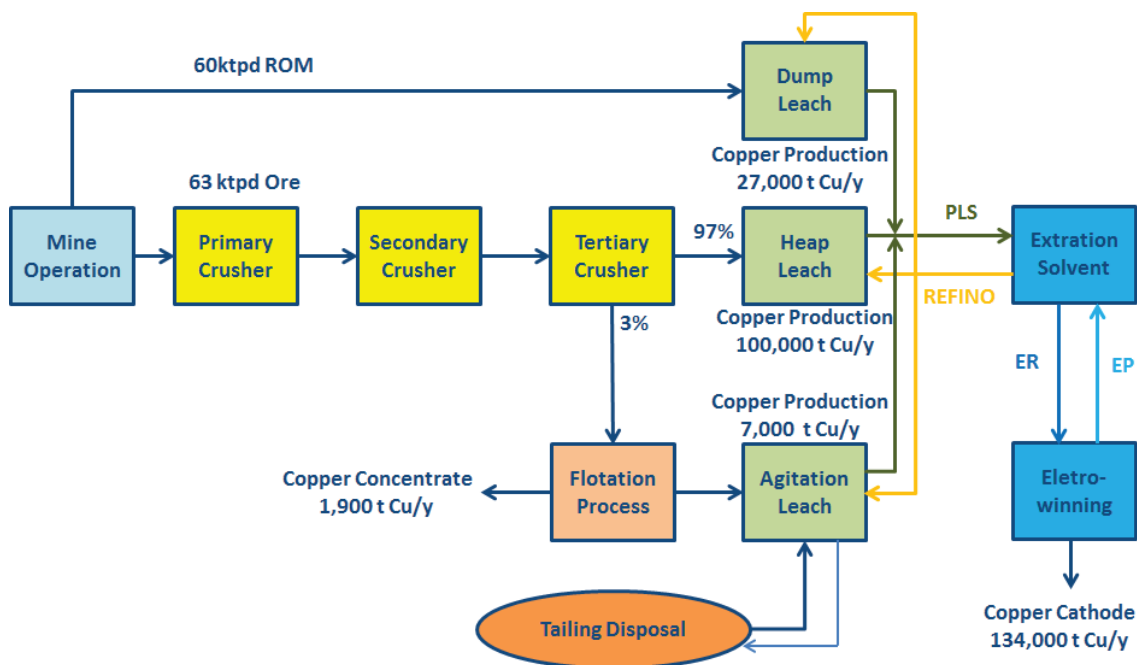 60ktpd ROM
Dump
Leach
Copper Production
27,000 t Cu/y
63 ktpd Ore
Mine
Operation
Primary
Crusher
Secondary
Crusher
Tertiary
Crusher
97%
Heap
Leach
PLS
Extration
Solvent
REFINO
3%
Copper Production
100,000 t Cu/y
ER
EP
Copper Production
7,000 t Cu/y
Copper Concentrate
1,900 t Cu/y
Flotation
Process
Agitation
Leach
Eletro-
winning
Tailing Disposal
Copper Cathode
134,000 t Cu/y